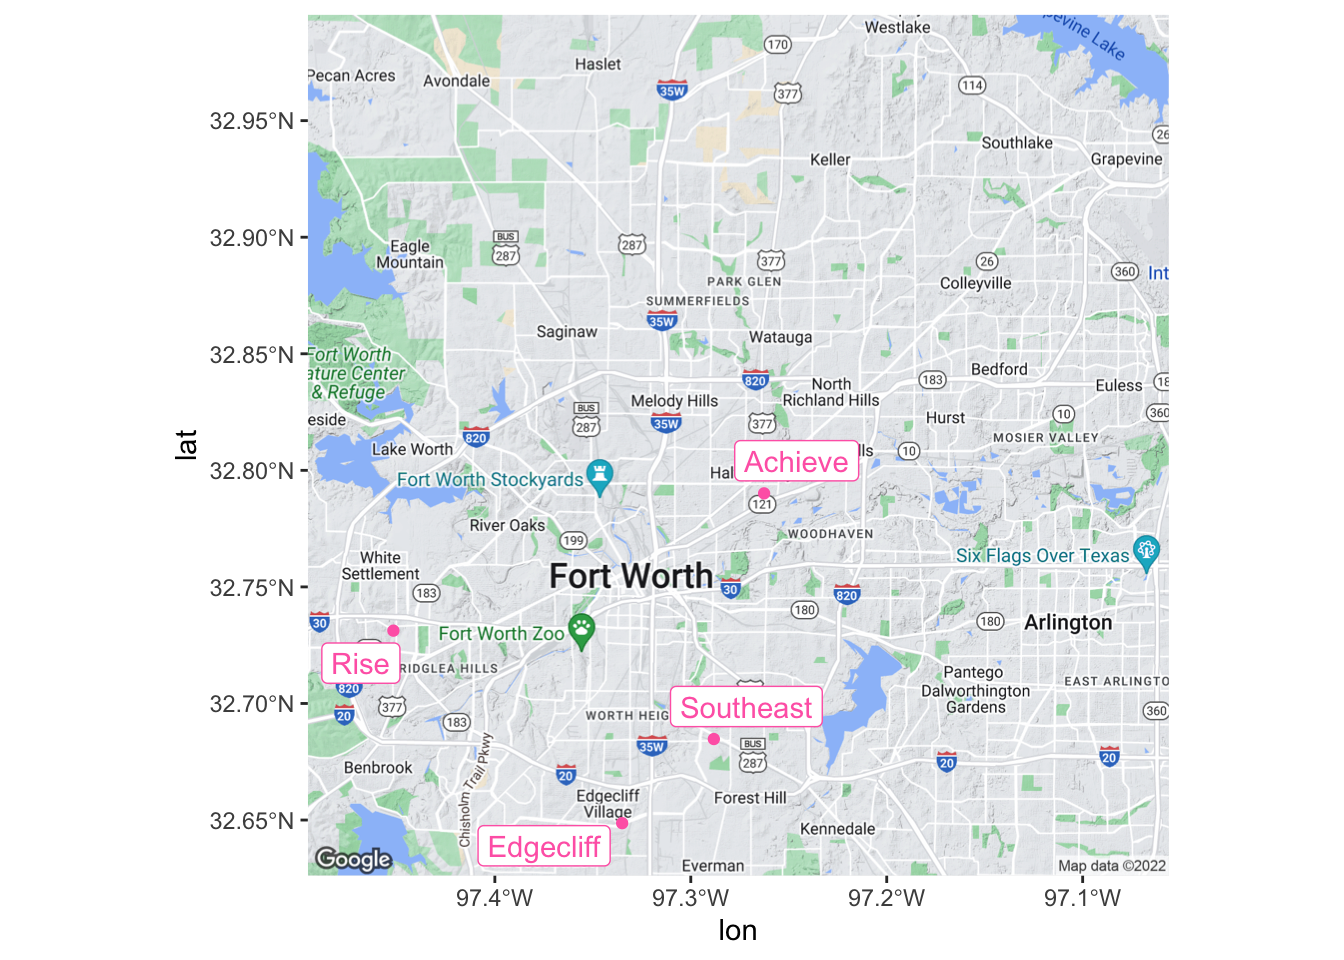 Westlake
Grapevine Lake
170
Haslet
Pecan Acres
Avondale
35W
377
114
32.95°N
Southlake
26
Keller
Grapevine
32.90°N
BUS
287
287
Eagle
Mountain
377
26
360
Int
PARK GLEN
Colleyville
SUMMERFIELDS
35W
Saginaw
Watauga
32.85°N
Fort Worth
ature Center
& Refuge
820
North
Richland Hills
183
Bedford
Euless
18
Melody Hills
BUS
287
35W
377
Hurst
10
360
eside
820
Lake Worth
MOSIER VALLEY
10
lat
32.80°N
Achieve
lls
Hal
Fort Worth Stockyards
121
River Oaks
199
WOODHAVEN
White
Settlement
Six Flags Over Texas
Fort Worth
32.75°N
183
30
820
180
30
180
Arlington
Fort Worth Zoo
Rise
RIDGLEA HILLS
820
Pantego
Dalworthington
Gardens
EAST ARLINGTO
32.70°N
377
20
183
WORTH HEIG
Southeast
360
35W
BUS
287
20
20
20
Benbrook
Chisholm Trail Pkwy
Edgecliff
Village
Forest Hill
32.65°N
Kennedale
Edgecliff
Google
Everman
Map data ©2022
97.4°W
97.3°W
97.2°W
97.1°W
lon